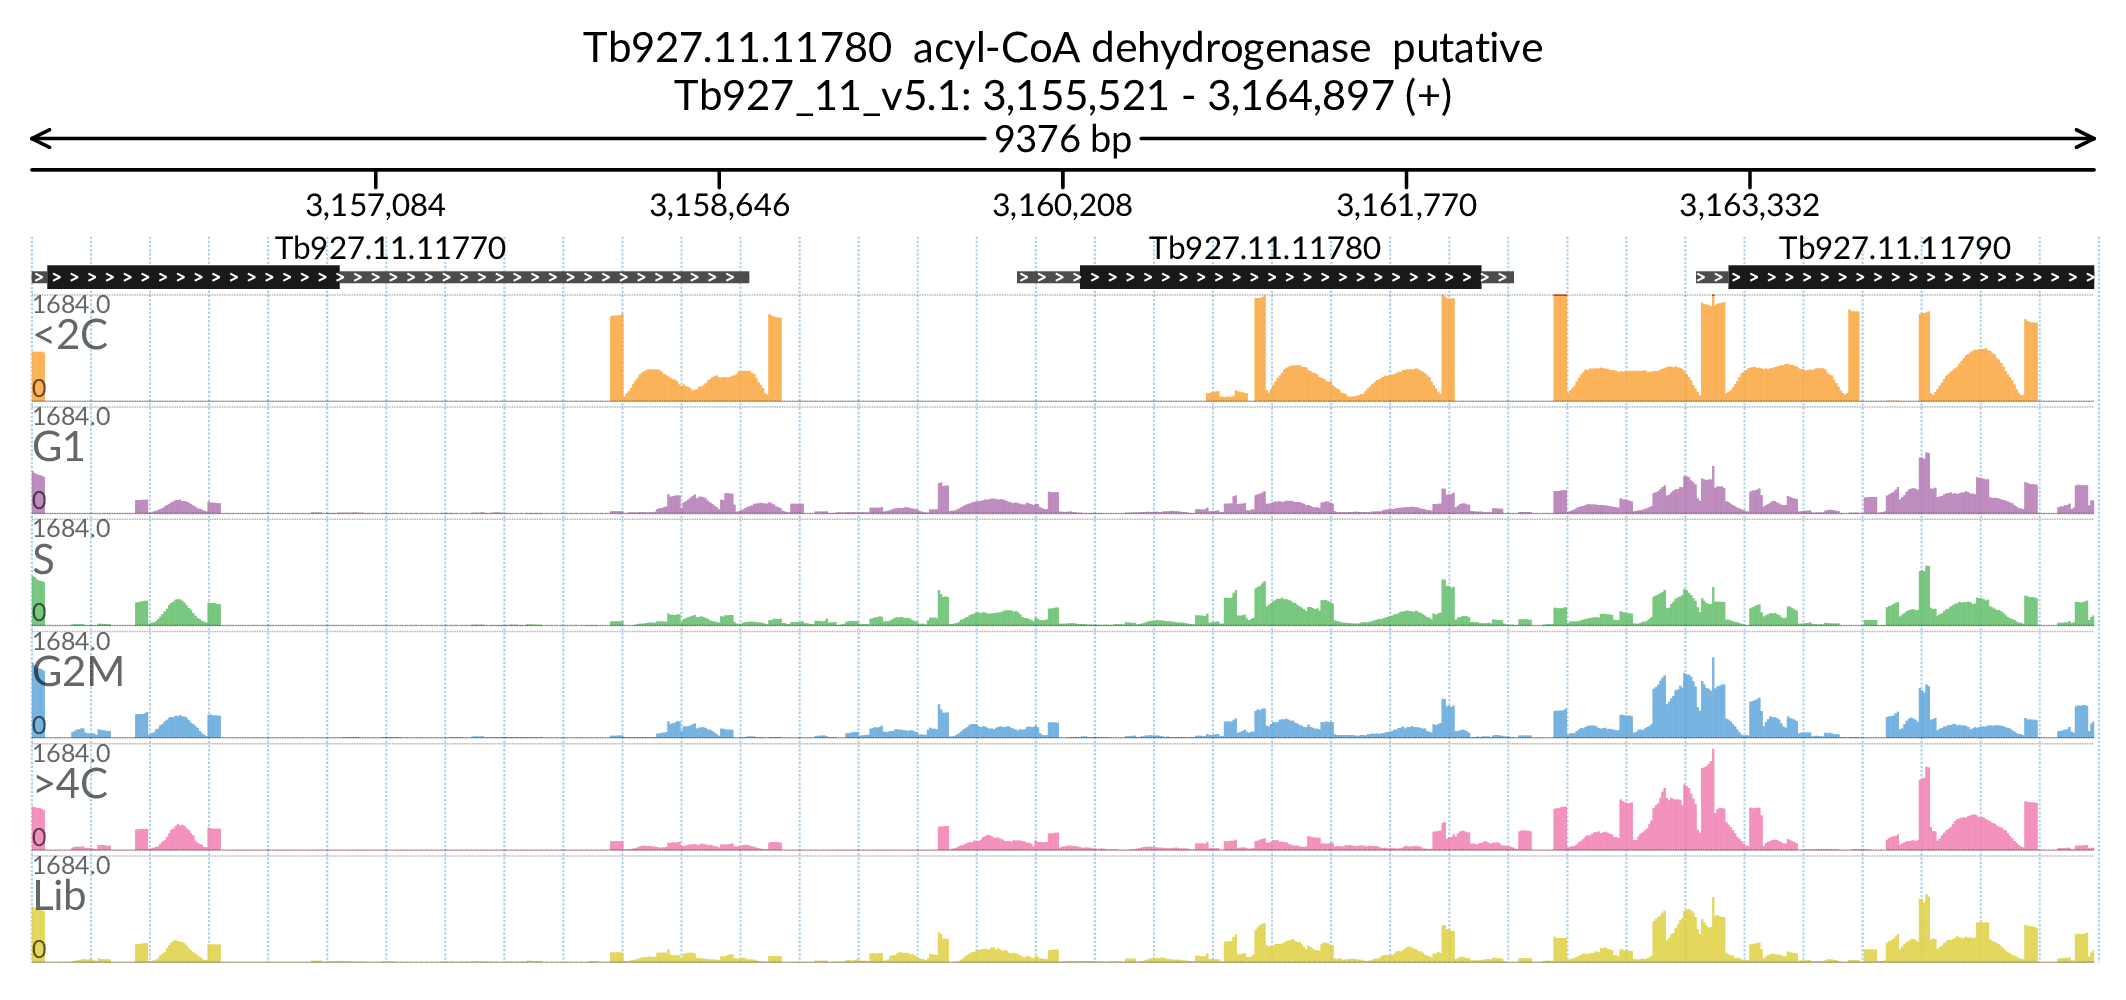 Tb927.11.11780 acyl-CoA dehydrogenase putative
Tb927_11_v5.1: 3,155,521 - 3,164,897 (+)
9376 bp
3,157,084 3,158,646 3,160,208 3,161,770 3,163,332
Tb927.11.11770 Tb927.11.11780 Tb927.11.11790
1684.0
<2C
0
1684.0
G1
0
1684.0
S
0
1684.0
G2M
0
1684.0
>4C
0
1684.0
Lib
0